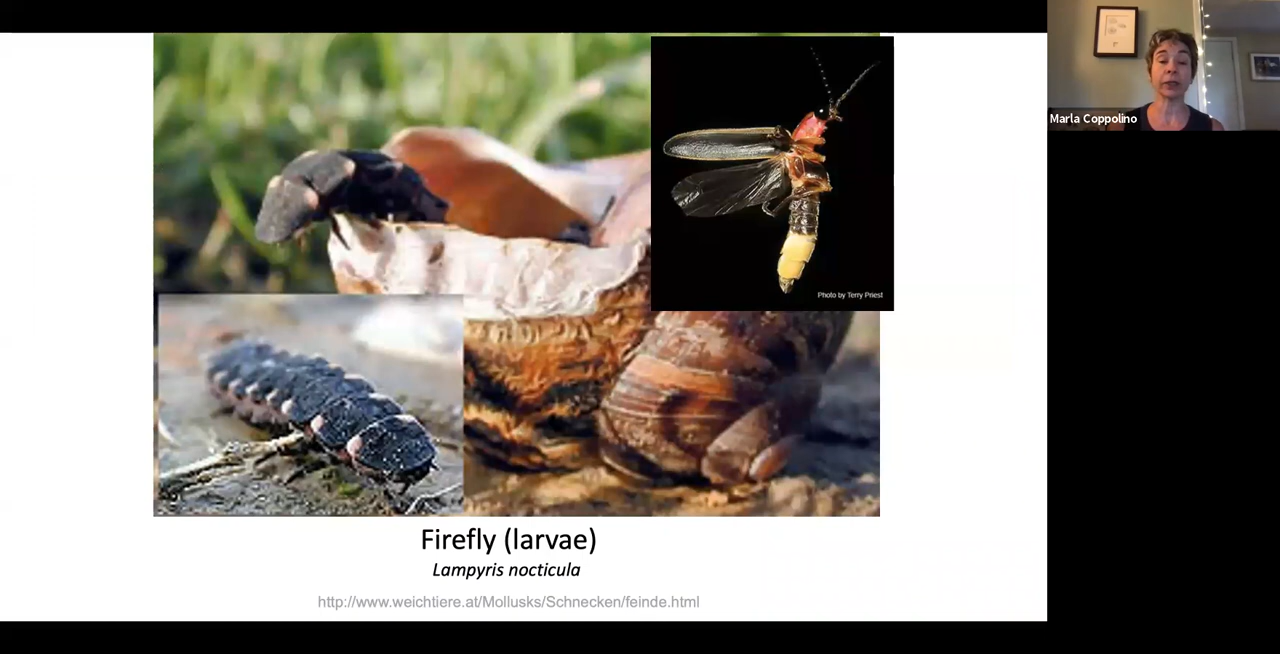 Marla Coppolino
Photo by Terry Priest
Firefly (larvae)
Lampyris nocticula
http://www.weichtiere.at/Mollusks/Schnecken/feinde.html